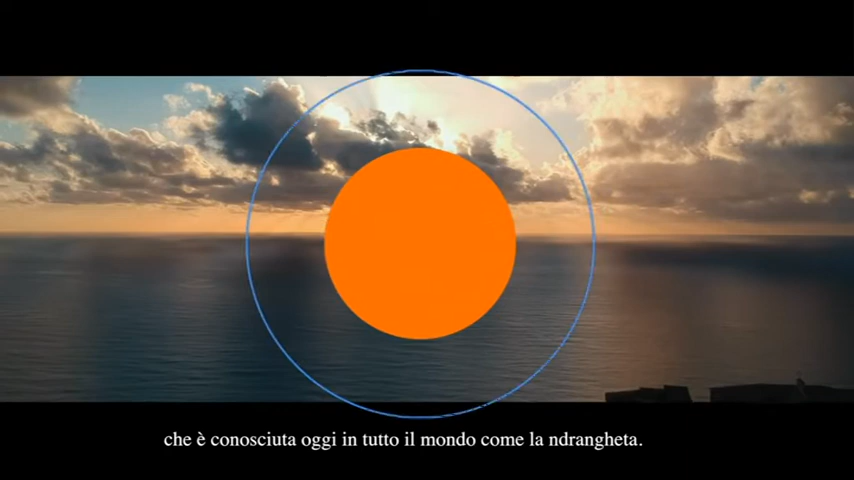 che è conosciuta oggi in tutto il mondo come la ndrangheta.